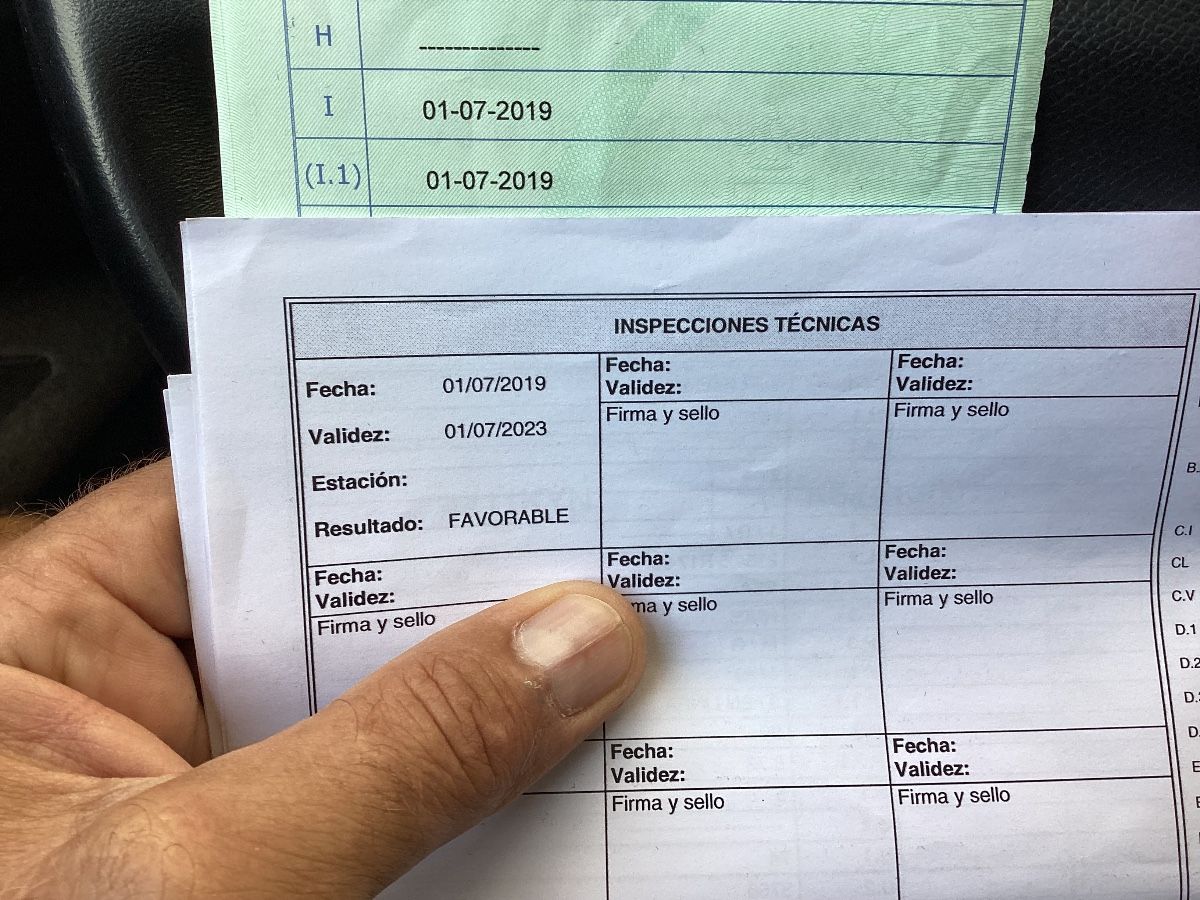 H --------------
I 01-07-2019
(I.1) 01-07-2019
INSPECCIONES TÉCNICAS
Fecha: 01/07/2019
Validez: 01/07/2023
Estación:
Resultado: FAVORABLE
Fecha:
Validez:
Firma y sello
Fecha:
Validez:
Firma y sello
Fecha:
Validez:
Firma y sello
Fecha:
Validez:
ma y sello
Fecha:
Validez:
Firma y sello
Fecha:
Validez:
Firma y sello
Fecha:
Validez:
Firma y sello
B.
C.I
CL
C.V
D.1
D.2
D.
D.
E